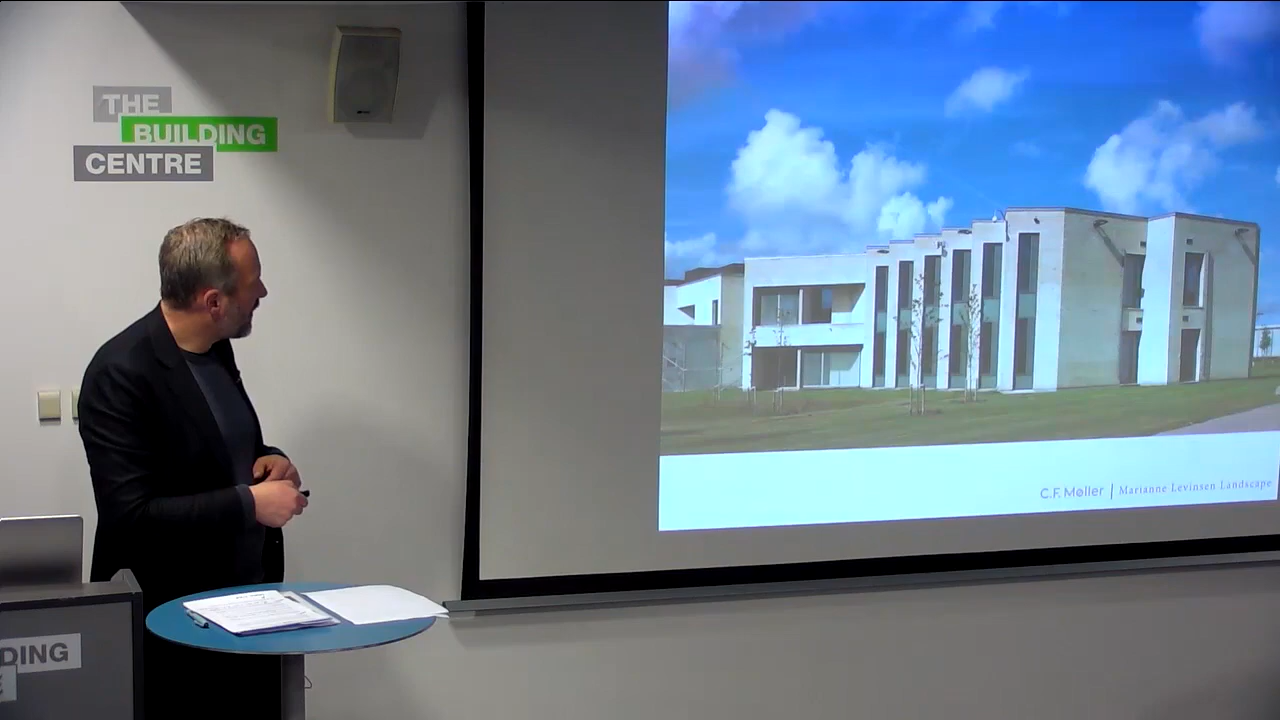 THE
BUILDING
CENTRE
C.F. Møller | Marianne Levinsen Landscape
DING